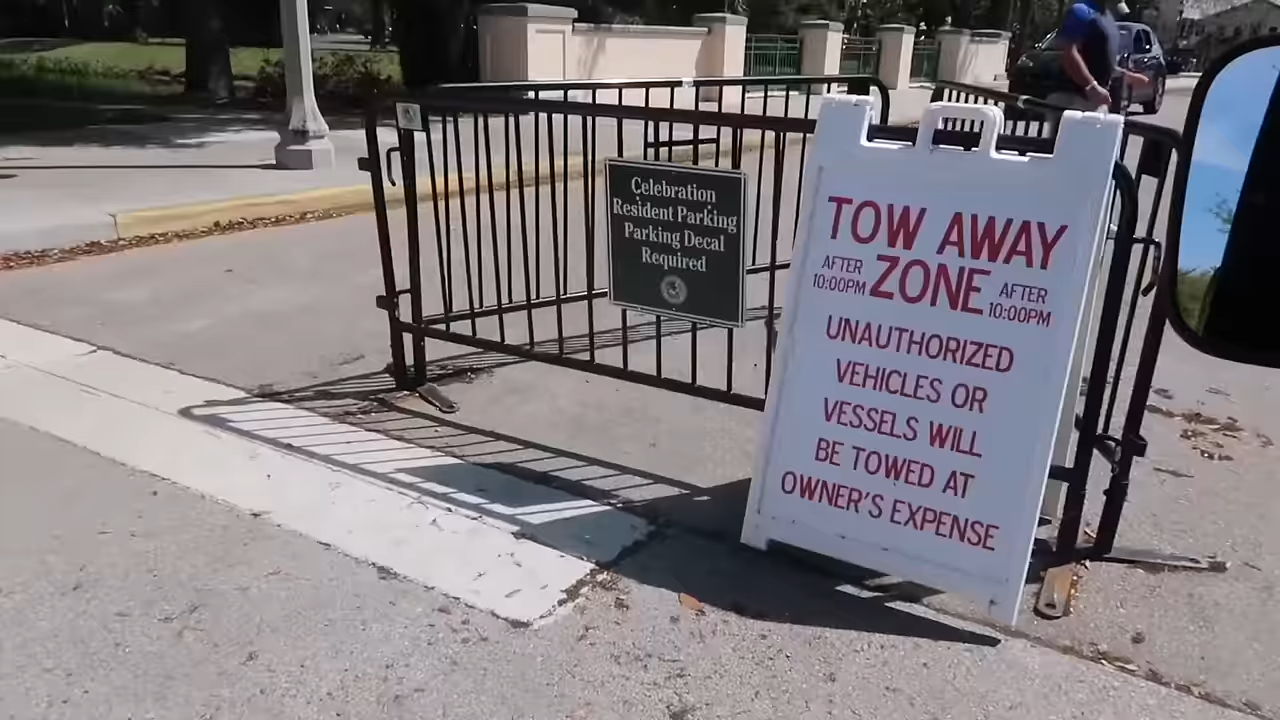 Celebration
Resident Parking
Parking Decal
Required
TOW AWAY
AFTER
10:00PM
ZONE
AFTER
10:00PM
UNAUTHORIZED
VEHICLES OR
VESSELS WILL
BE TOWED AT
OWNER'S EXPENSE